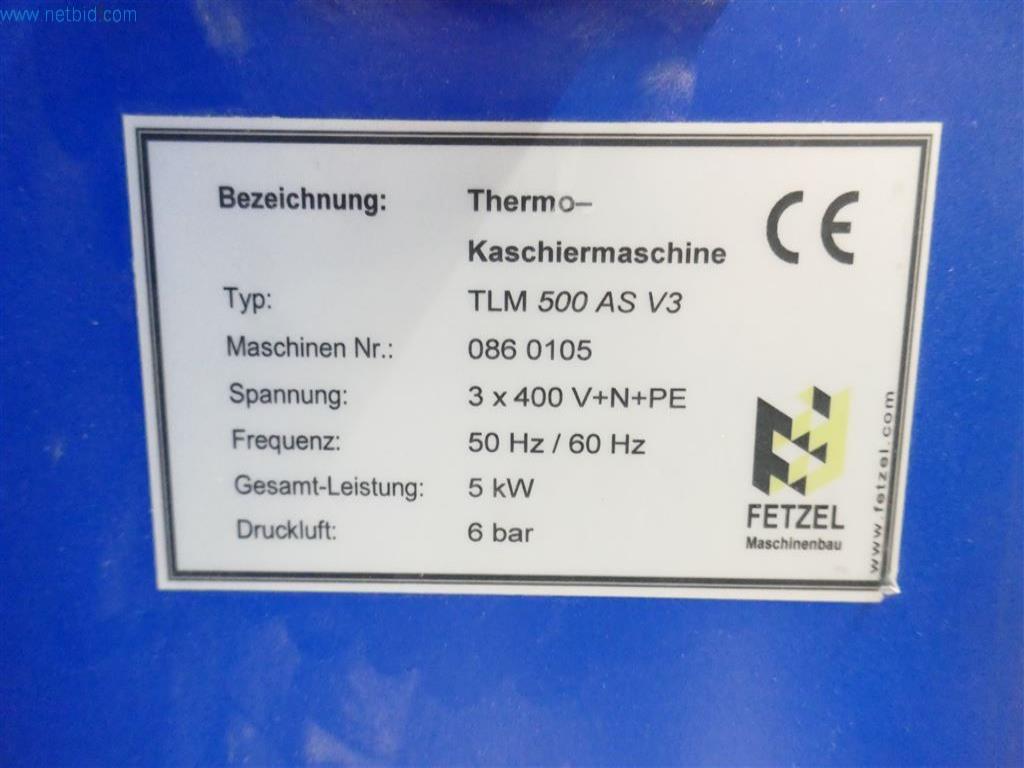 www.netbid.com
Bezeichnung: Thermo-
Kaschiermaschine
CE
Typ: TLM 500 AS V3
Maschinen Nr.: 086 0105
Spannung: 3 x 400 V+N+PE
Frequenz: 50 Hz / 60 Hz
Gesamt-Leistung: 5 kW
Druckluft: 6 bar
FETZEL
Maschinenbau
www.fetzel.com